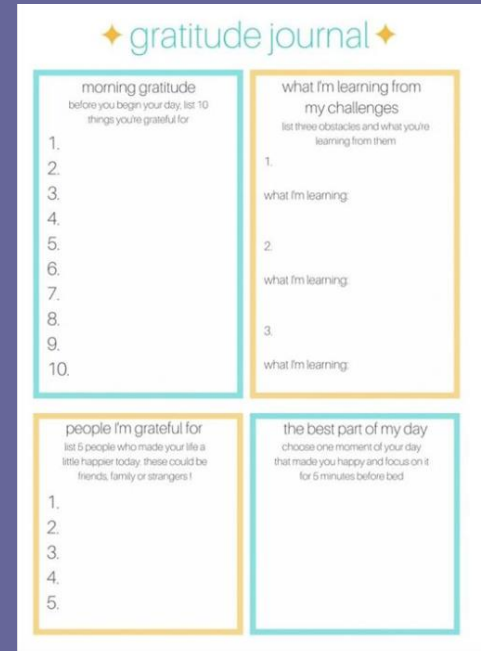 gratitude journal
morning gratitude
before you begin your day, list 10
things you're grateful for
1.
2.
3.
4.
5.
6.
7.
8.
9.
10.
what I'm learning from
my challenges
list three obstacles and what you're
learning from them
1.
what I'm learning:
2.
what I'm learning:
3.
what I'm learning:
people I'm grateful for
list 5 people who made your life a
little happier today. these could be
friends, family or strangers !
1.
2.
3.
4.
5.
the best part of my day
choose one moment of your day
that made you happy and focus on it
for 5 minutes before bed